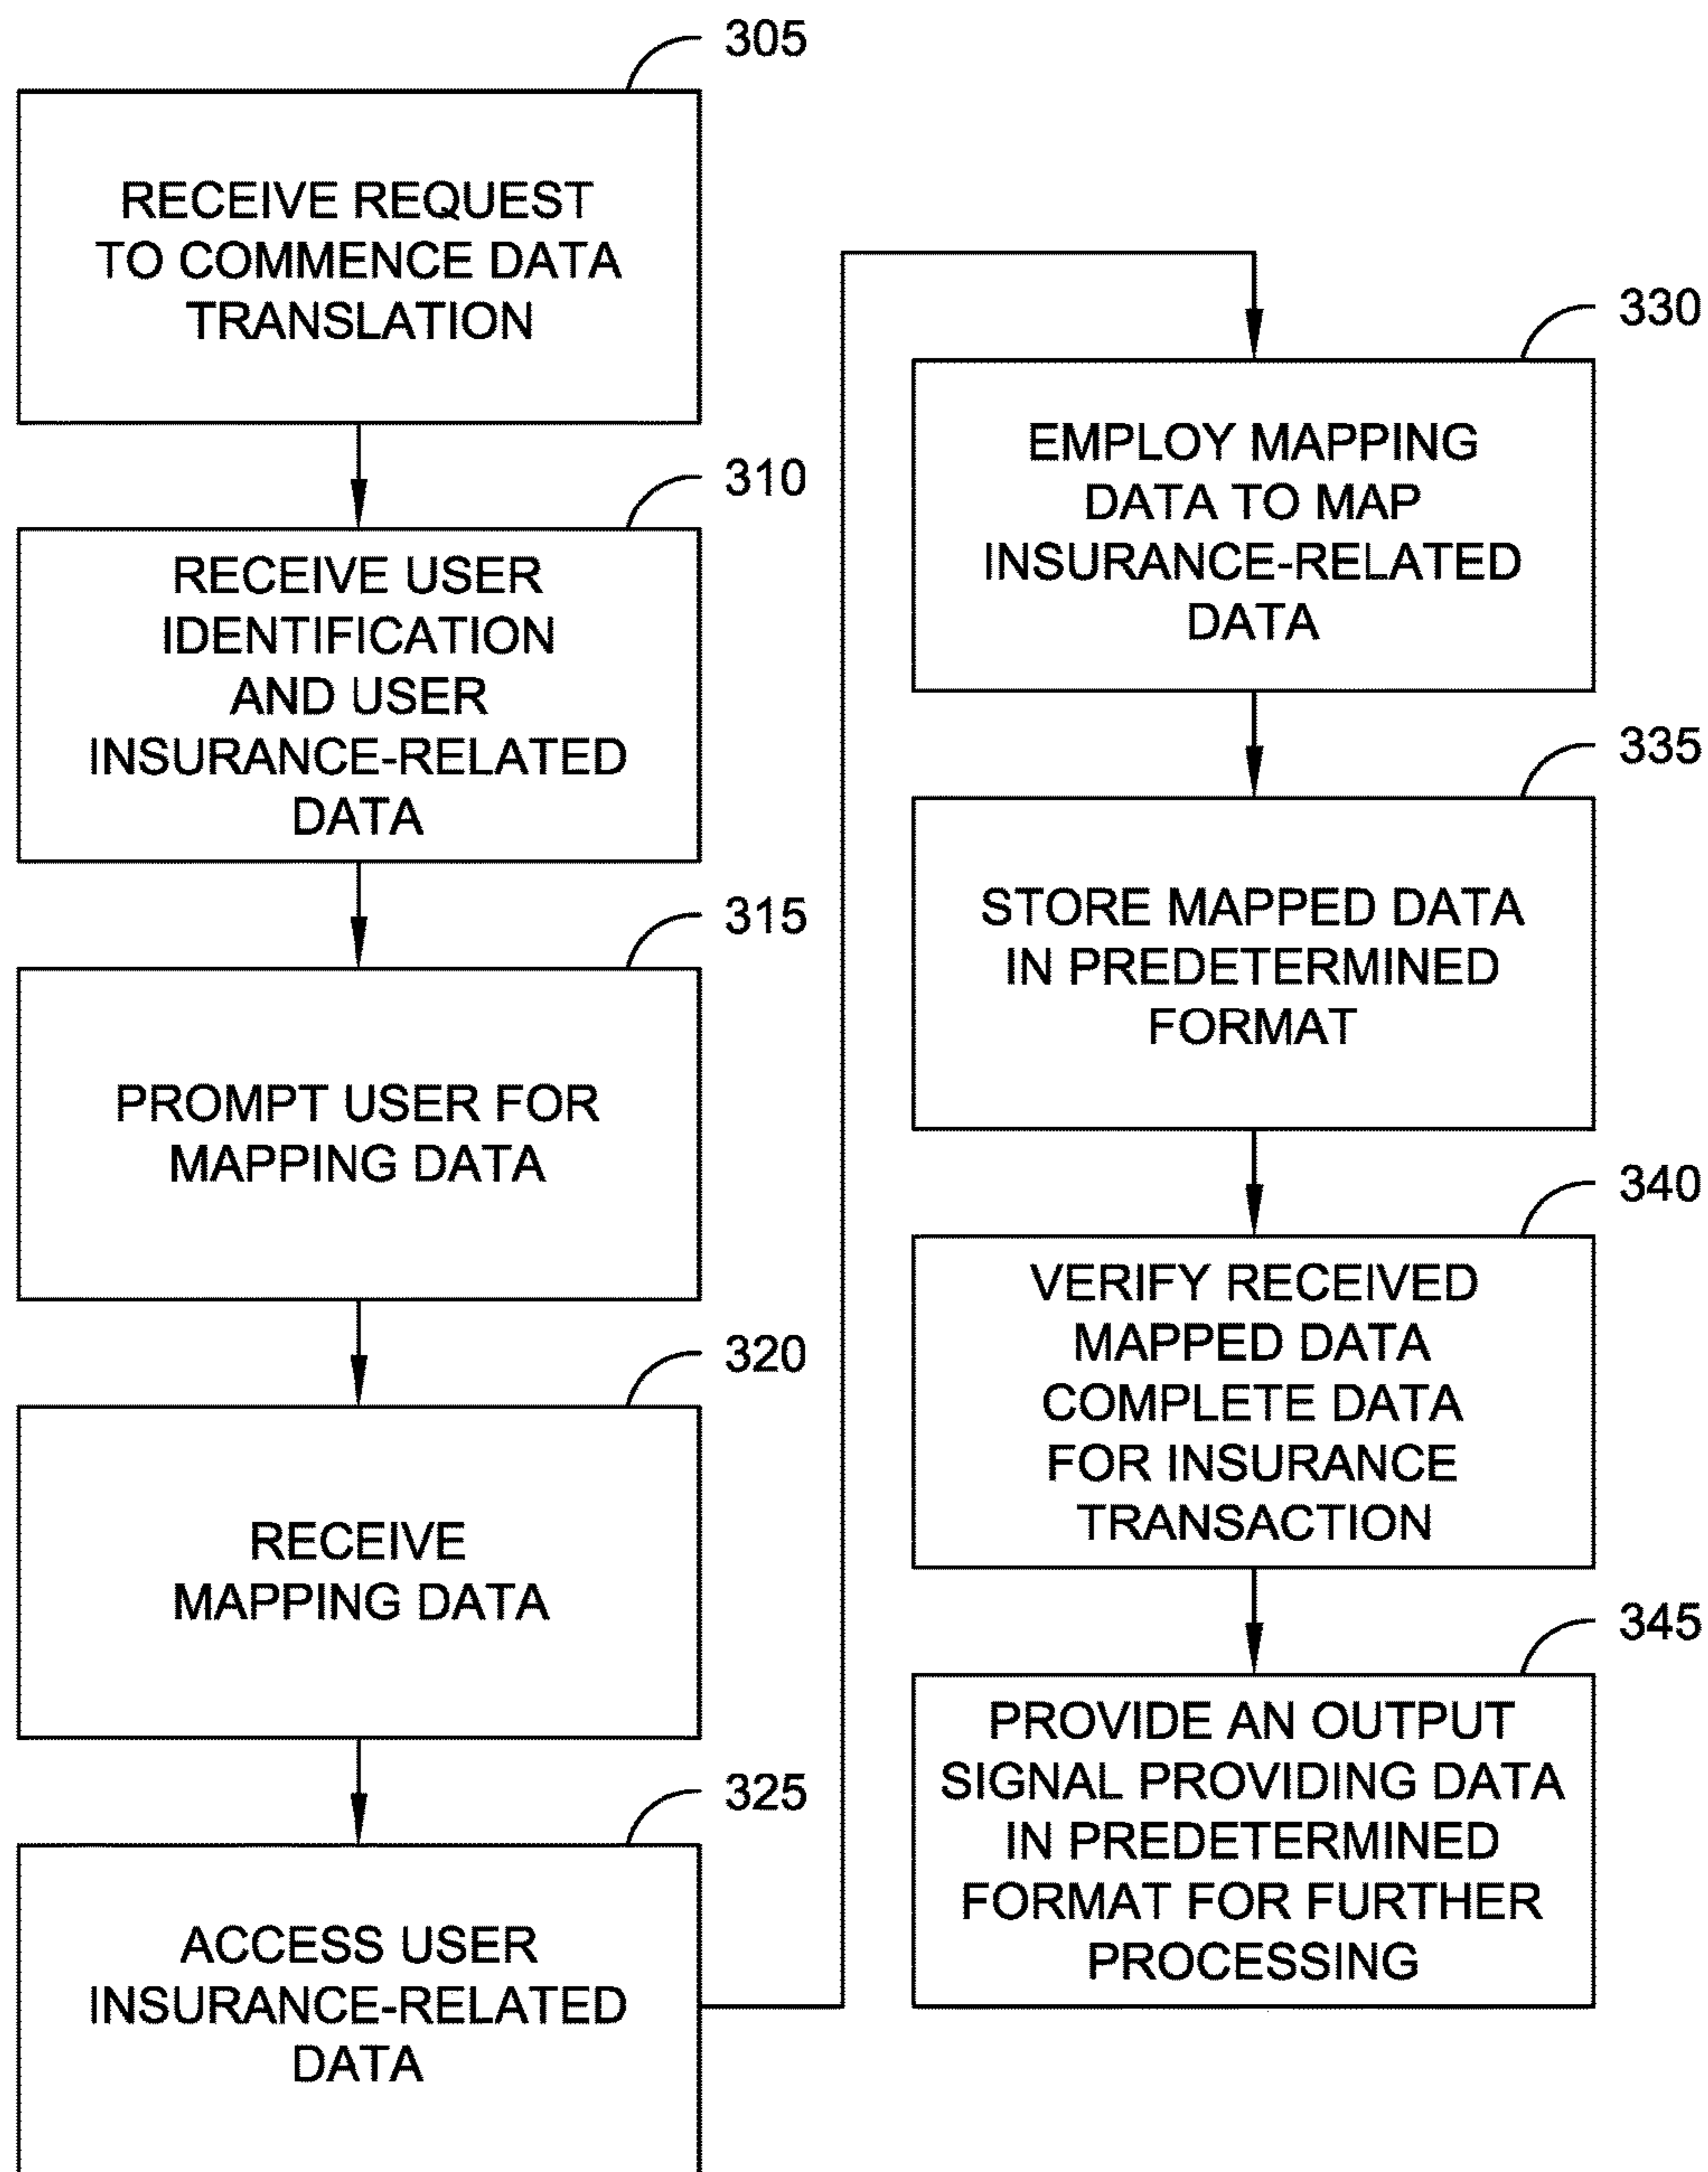 305
RECEIVE REQUEST
TO COMMENCE DATA
TRANSLATION
310
RECEIVE USER
IDENTIFICATION
AND USER
INSURANCE-RELATED
DATA
315
PROMPT USER FOR
MAPPING DATA
320
RECEIVE
MAPPING DATA
325
ACCESS USER
INSURANCE-RELATED
DATA
330
EMPLOY MAPPING
DATA TO MAP
INSURANCE-RELATED
DATA
335
STORE MAPPED DATA
IN PREDETERMINED
FORMAT
340
VERIFY RECEIVED
MAPPED DATA
COMPLETE DATA
FOR INSURANCE
TRANSACTION
345
PROVIDE AN OUTPUT
SIGNAL PROVIDING DATA
IN PREDETERMINED
FORMAT FOR FURTHER
PROCESSING